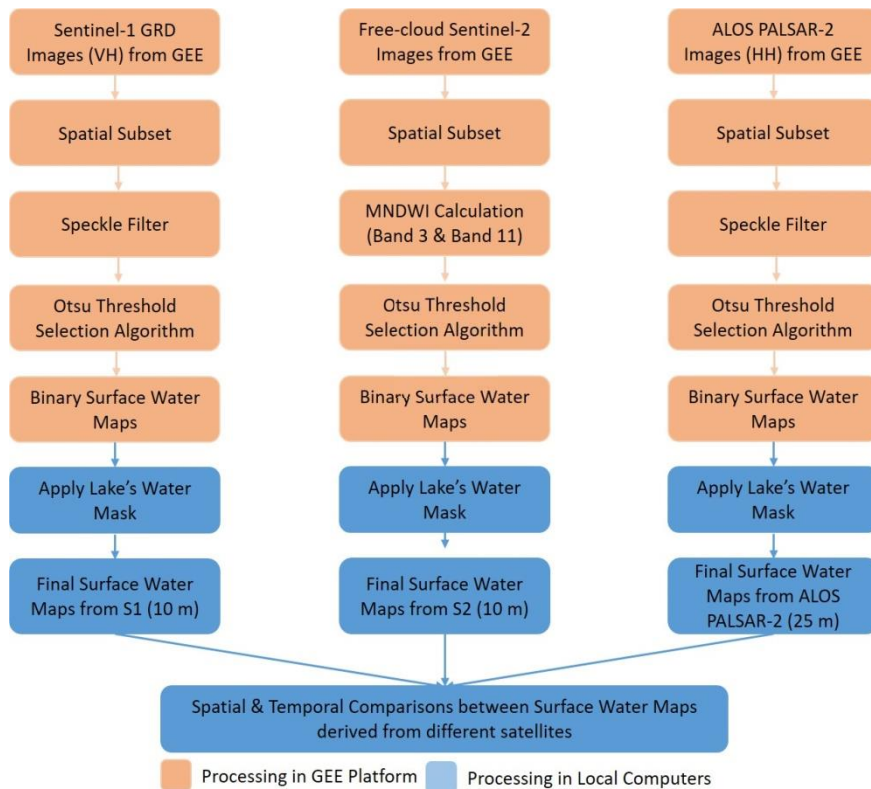 Sentinel-1 GRD
Images (VH) from GEE
Free-cloud Sentinel-2
Images from GEE
ALOS PALSAR-2
Images (HH) from GEE
Spatial Subset
Spatial Subset
Spatial Subset
Speckle Filter
MNDWI Calculation
(Band 3 & Band 11)
Speckle Filter
Otsu Threshold
Selection Algorithm
Otsu Threshold
Selection Algorithm
Otsu Threshold
Selection Algorithm
Binary Surface Water
Maps
Binary Surface Water
Maps
Binary Surface Water
Maps
Apply Lake's Water
Mask
Apply Lake's Water
Mask
Apply Lake's Water
Mask
Final Surface Water
Maps from S1 (10 m)
Final Surface Water
Maps from S2 (10 m)
Final Surface Water
Maps from ALOS
PALSAR-2 (25 m)
Spatial & Temporal Comparisons between Surface Water Maps
derived from different satellites
Processing in GEE Platform
Processing in Local Computers